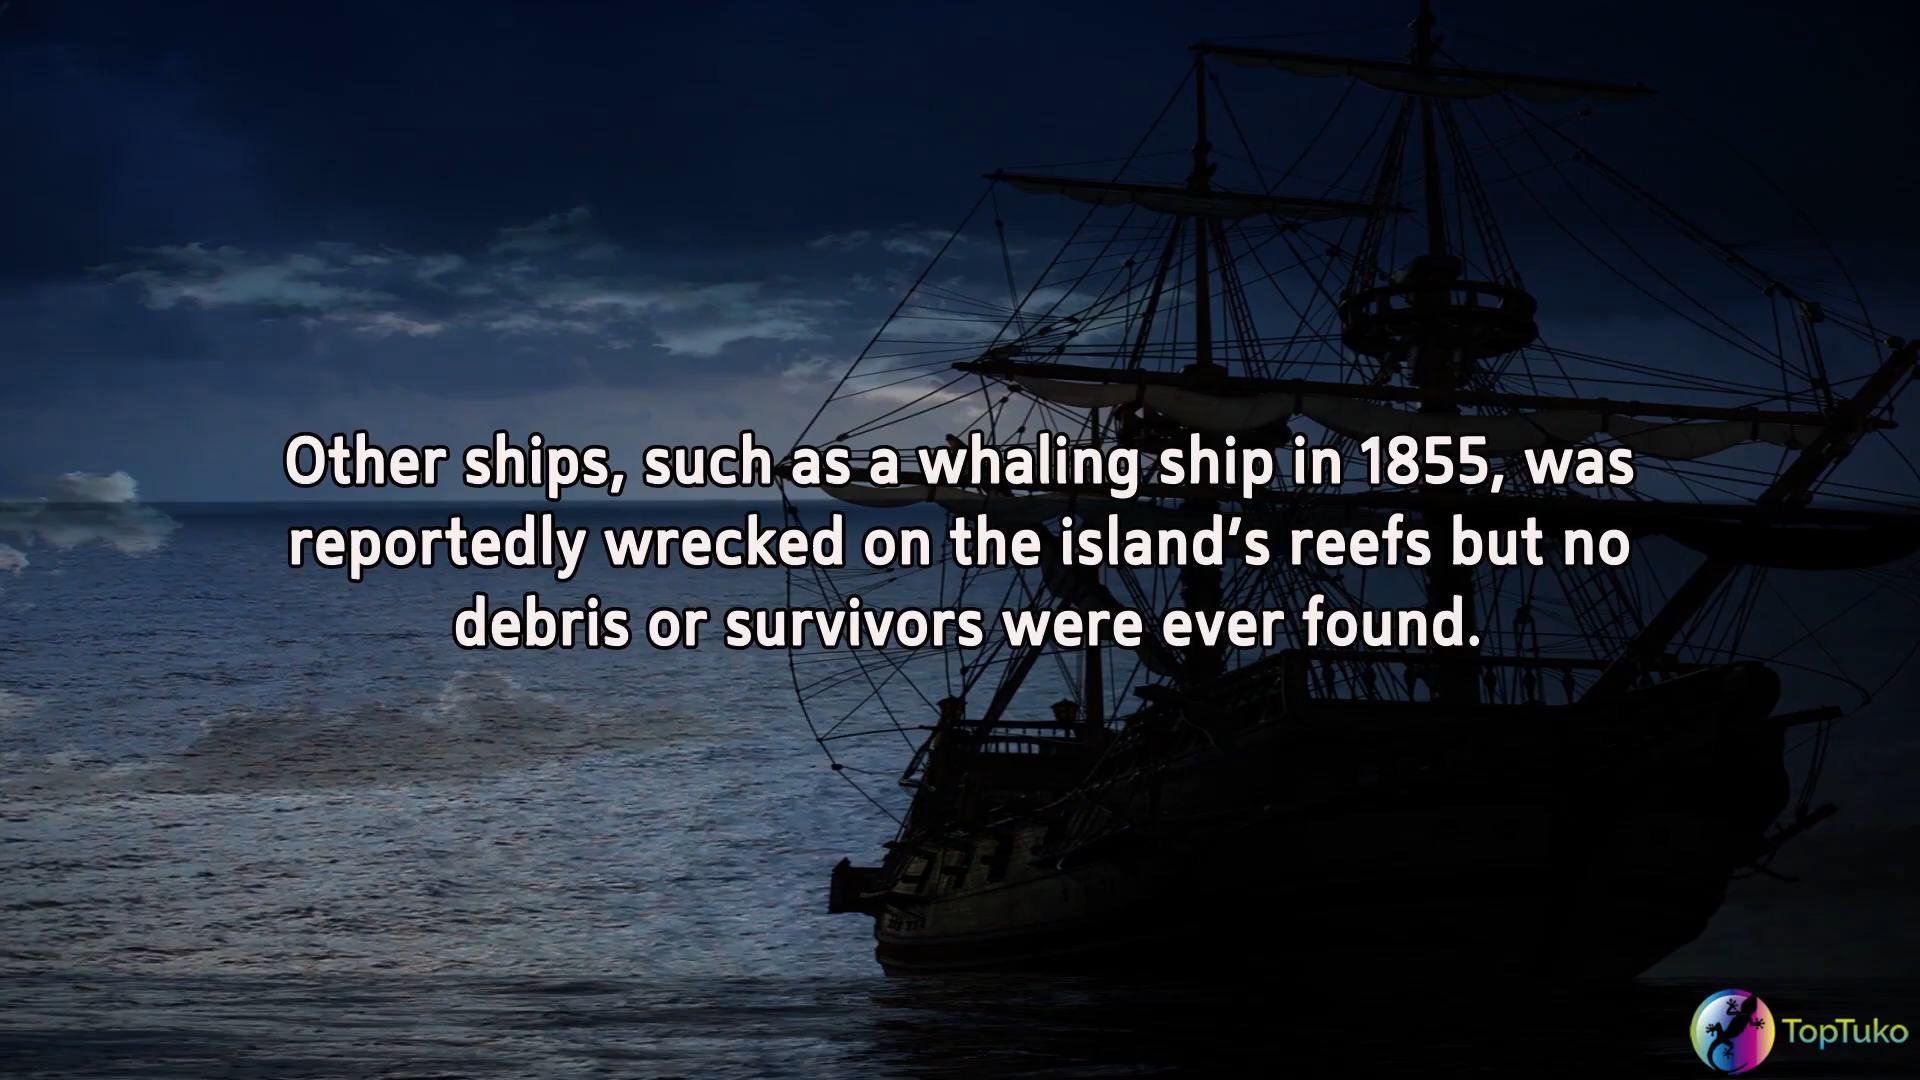 Other ships, such as a whaling ship in 1855, was
reportedly wrecked on the island's reefs but no
debris or survivors were ever found.
TopTuko